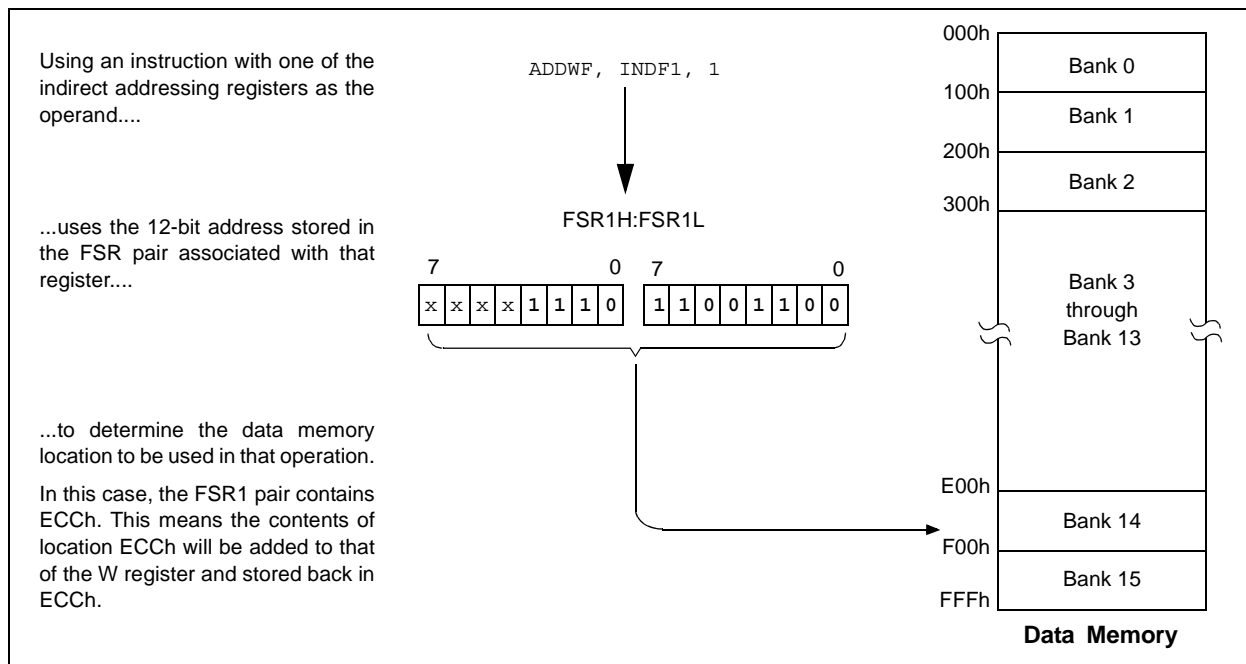 Using an instruction with one of the
indirect addressing registers as the
operand....
ADDWF, INDF1, 1
...uses the 12-bit address stored in
the FSR pair associated with that
register....
FSR1H:FSR1L
7 0 7 0
x x x x 1 1 1 0 1 1 0 0 1 1 0 0
...to determine the data memory
location to be used in that operation.
In this case, the FSR1 pair contains
ECCh. This means the contents of
location ECCh will be added to that
of the W register and stored back in
ECCh.
000h
Bank 0
100h
Bank 1
200h
Bank 2
300h
Bank 3
through
Bank 13
E00h
Bank 14
F00h
Bank 15
FFFh
Data Memory